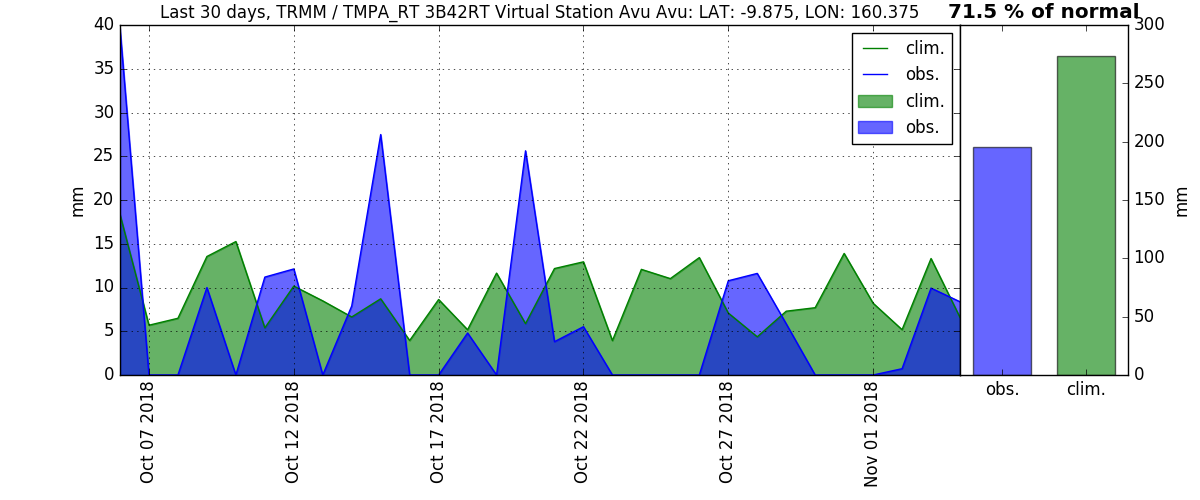 Last 30 days, TRMM / TMPA_RT 3B42RT Virtual Station Avu Avu: LAT: -9.875, LON: 160.375
71.5 % of normal
40
35
30
25
20
15
10
5
0
mm
clim.
obs.
clim.
obs.
Oct 07 2018
Oct 12 2018
Oct 17 2018
Oct 22 2018
Oct 27 2018
Nov 01 2018
300
250
200
150
100
50
0
mm
obs.
clim.